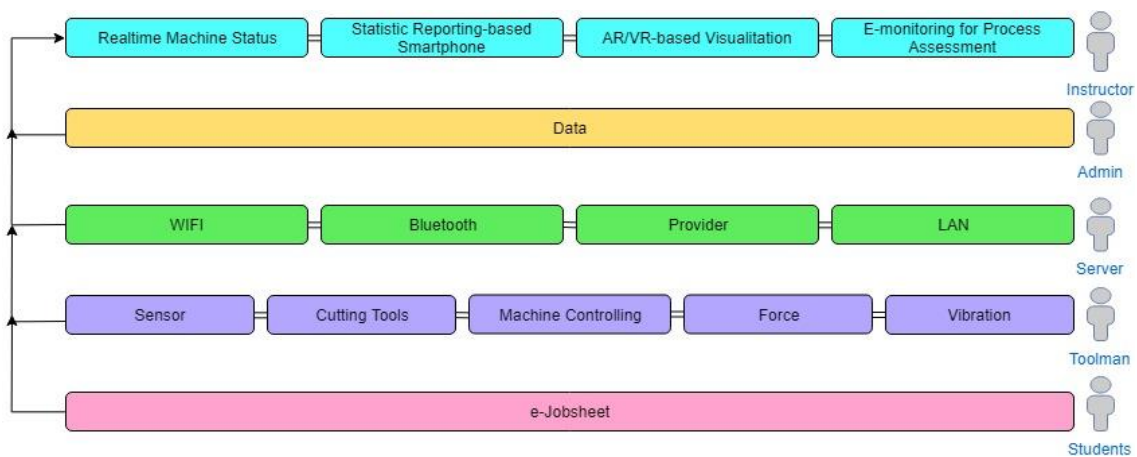 Realtime Machine Status
Statistic Reporting-based
Smartphone
AR/VR-based Visualitation
E-monitoring for Process
Assessment
Instructor
Data
Admin
WIFI
Bluetooth
Provider
LAN
Server
Sensor
Cutting Tools
Machine Controlling
Force
Vibration
Toolman
e-Jobsheet
Students